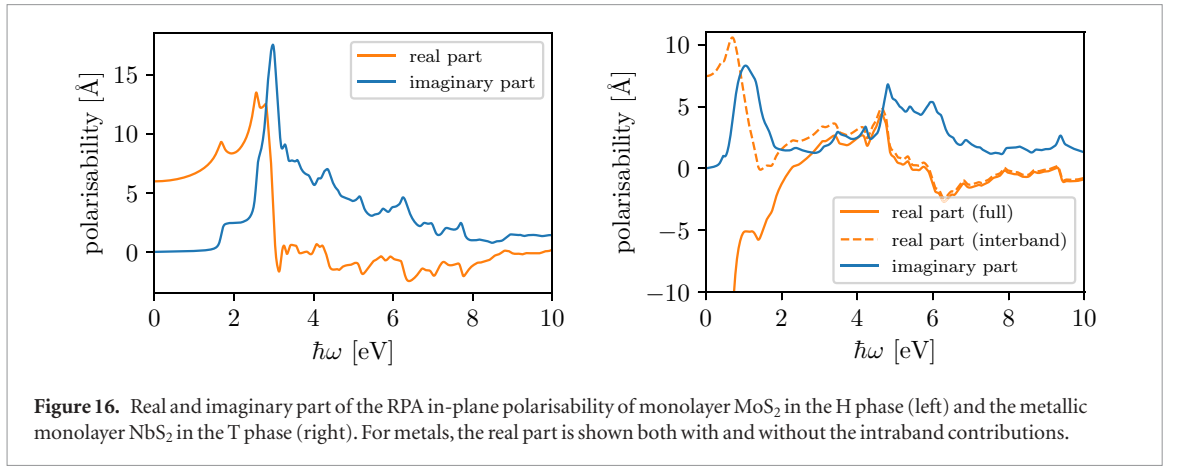 polarisability [Å]
15
10
5
0
real part
imaginary part
0 2 4 6 8 10
ħω [eV]
polarisability [Å]
10
5
0
−5
−10
real part (full)
real part (interband)
imaginary part
0 2 4 6 8 10
ħω [eV]
Figure 16. Real and imaginary part of the RPA in-plane polarisability of monolayer MoS₂ in the H phase (left) and the metallic
monolayer NbS₂ in the T phase (right). For metals, the real part is shown both with and without the intraband contributions.